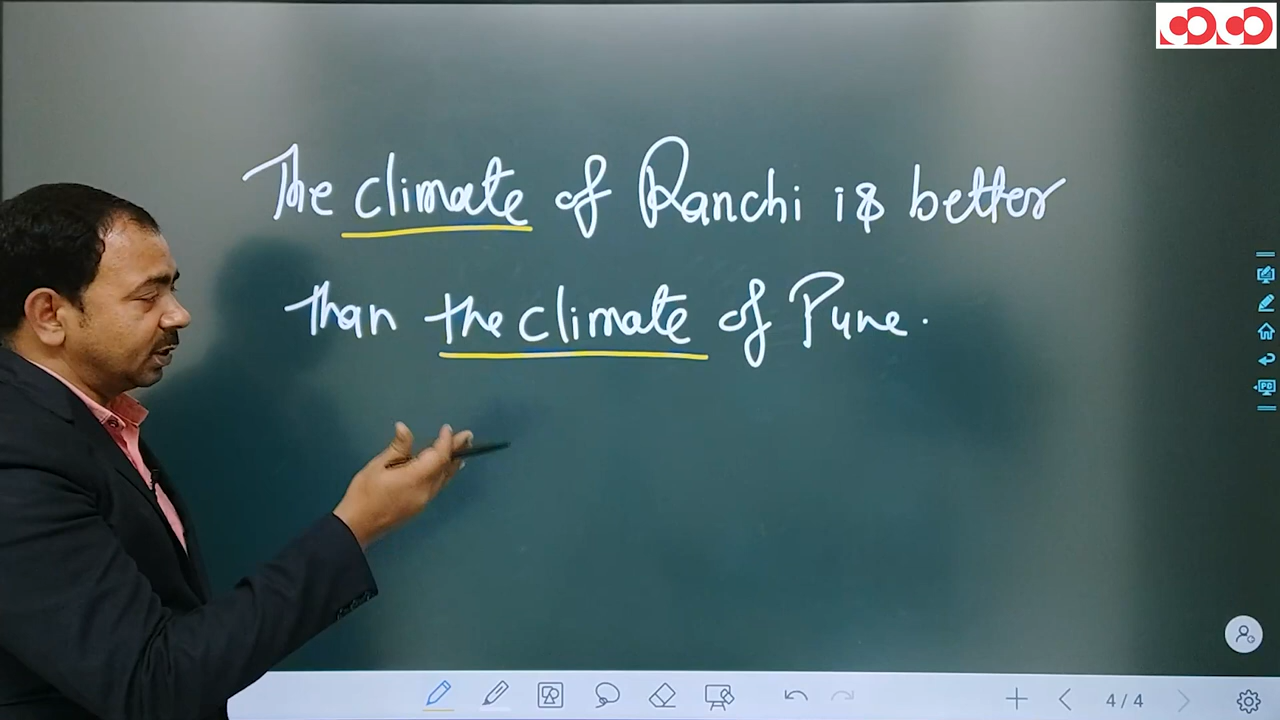 The climate of Ranchi is better
than the climate of Pune.
4/4